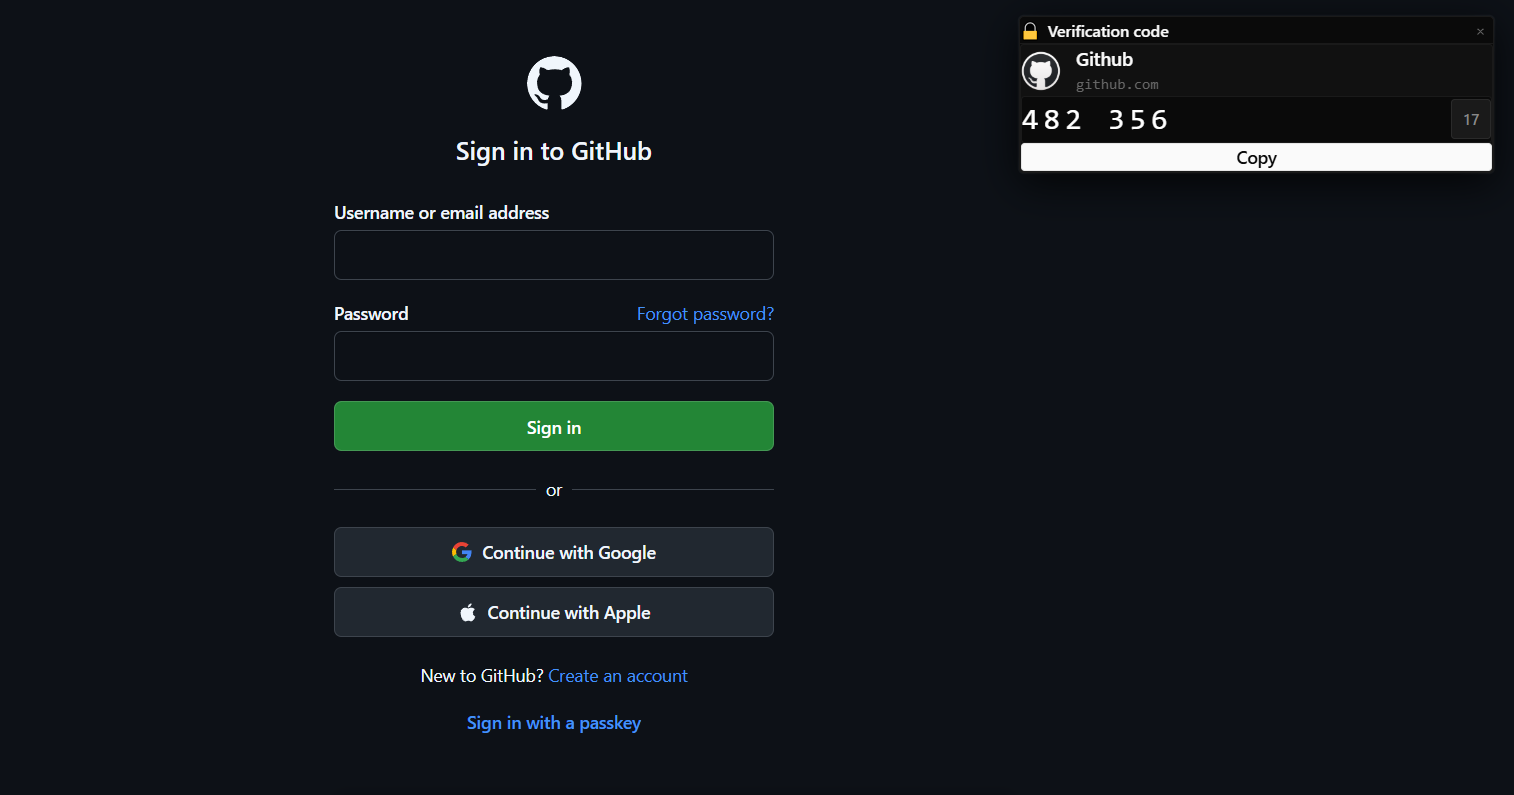 Sign in to GitHub
Username or email address
Password
Forgot password?
Sign in
or
Continue with Google
Continue with Apple
New to GitHub? Create an account
Sign in with a passkey
Verification code
×
Github
github.com
482 356
17
Copy